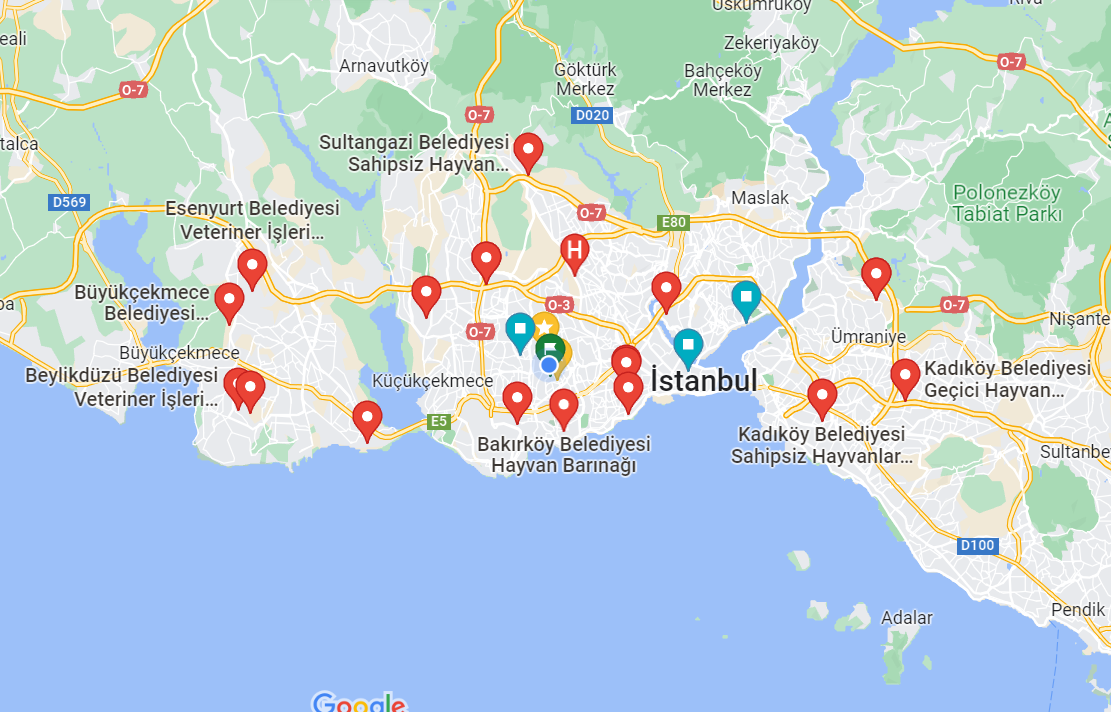 Uskumruköy
Riva
eali
Zekeriyaköy
Arnavutköy
O-7
Göktürk
Merkez
Bahçeköy
Merkez
O-7
O-7
D020
talca
Sultangazi Belediyesi
Sahipsiz Hayvan...
D569
Maslak
Polonezköy
Tabiat Parkı
Esenyurt Belediyesi
Veteriner İşleri...
O-7
E80
H
Büyükçekmece
Belediyesi...
O-3
O-7
Nişante
O-7
Ümraniye
Büyükçekmece
Beylikdüzü Belediyesi
Veteriner İşleri...
Küçükçekmece
İstanbul
Kadıköy Belediyesi
Geçici Hayvan...
E5
Bakırköy Belediyesi
Hayvan Barınağı
Kadıköy Belediyesi
Sahipsiz Hayvanlar...
Sultanbe
D100
Pendik
Adalar
Google